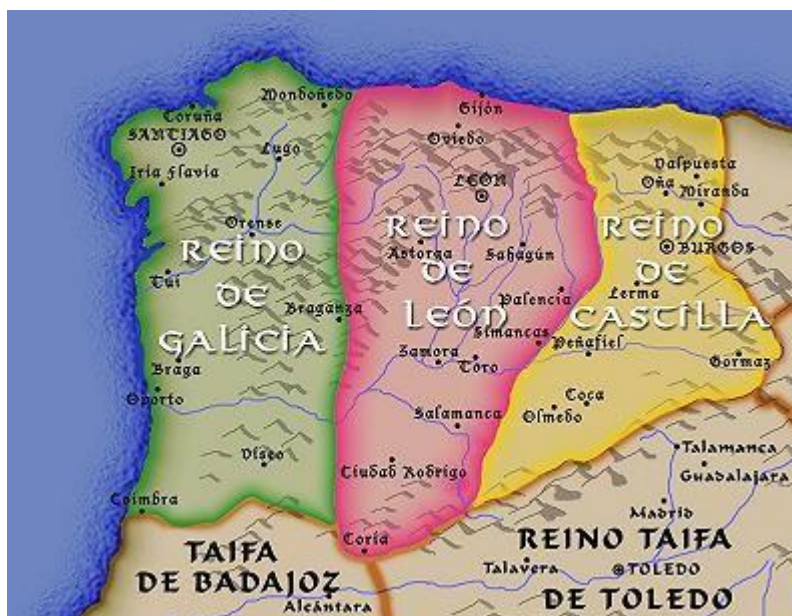 Mondoñedo
Coruña
SANTIAGO
Lugo
Iria Flavia
Orense
REINO
DE
GALICIA
Tui
Braganza
Braga
Oporto
Viseo
Coimbra
Gijón
Oviedo
LEÓN
REINO
DE
LEÓN
Astorga
Sahagún
Palencia
Simancas
Zamora
Toro
Salamanca
Ciudad Rodrigo
Coria
Valpuesta
Oña
Miranda
REINO
DE
CASTILLA
BURGOS
Lerma
Peñafiel
Gormaz
Coca
Olmedo
TAIFA
DE BADAJOZ
Alcántara
Talamanca
Guadalajara
Madrid
REINO TAIFA
DE TOLEDO
Talavera
TOLEDO